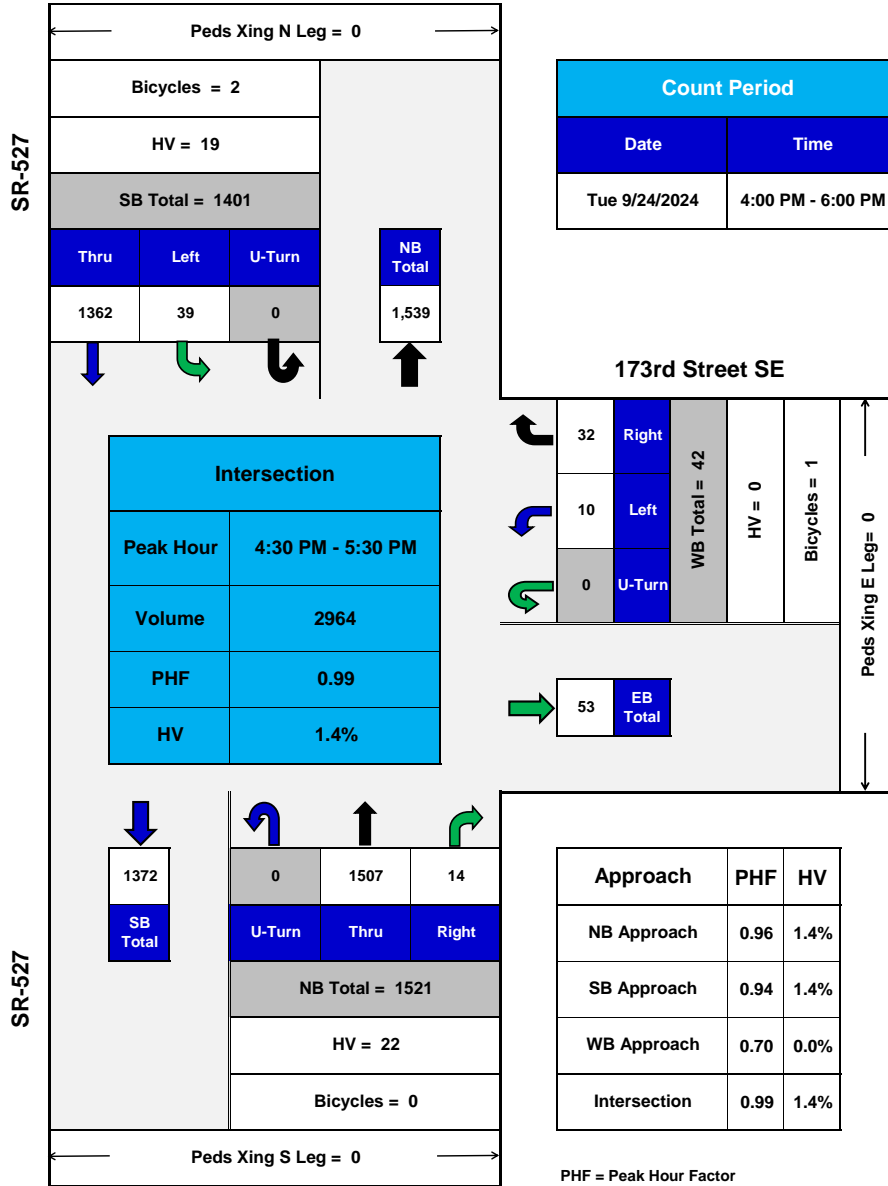 Peds Xing N Leg = 0
Bicycles = 2
HV = 19
SB Total = 1401
Thru Left U-Turn
1362 39 0
NB
Total
1,539
SR-527
Count Period
Date Time
Tue 9/24/2024 4:00 PM - 6:00 PM
173rd Street SE
32 Right
10 Left
0 U-Turn
WB Total = 42
HV = 0
Bicycles = 1
Peds Xing E Leg= 0
Intersection
Peak Hour 4:30 PM - 5:30 PM
Volume 2964
PHF 0.99
HV 1.4%
53 EB
Total
1372
SB
Total
0 1507 14
U-Turn Thru Right
NB Total = 1521
HV = 22
Bicycles = 0
SR-527
Peds Xing S Leg = 0
Approach PHF HV
NB Approach 0.96 1.4%
SB Approach 0.94 1.4%
WB Approach 0.70 0.0%
Intersection 0.99 1.4%
PHF = Peak Hour Factor